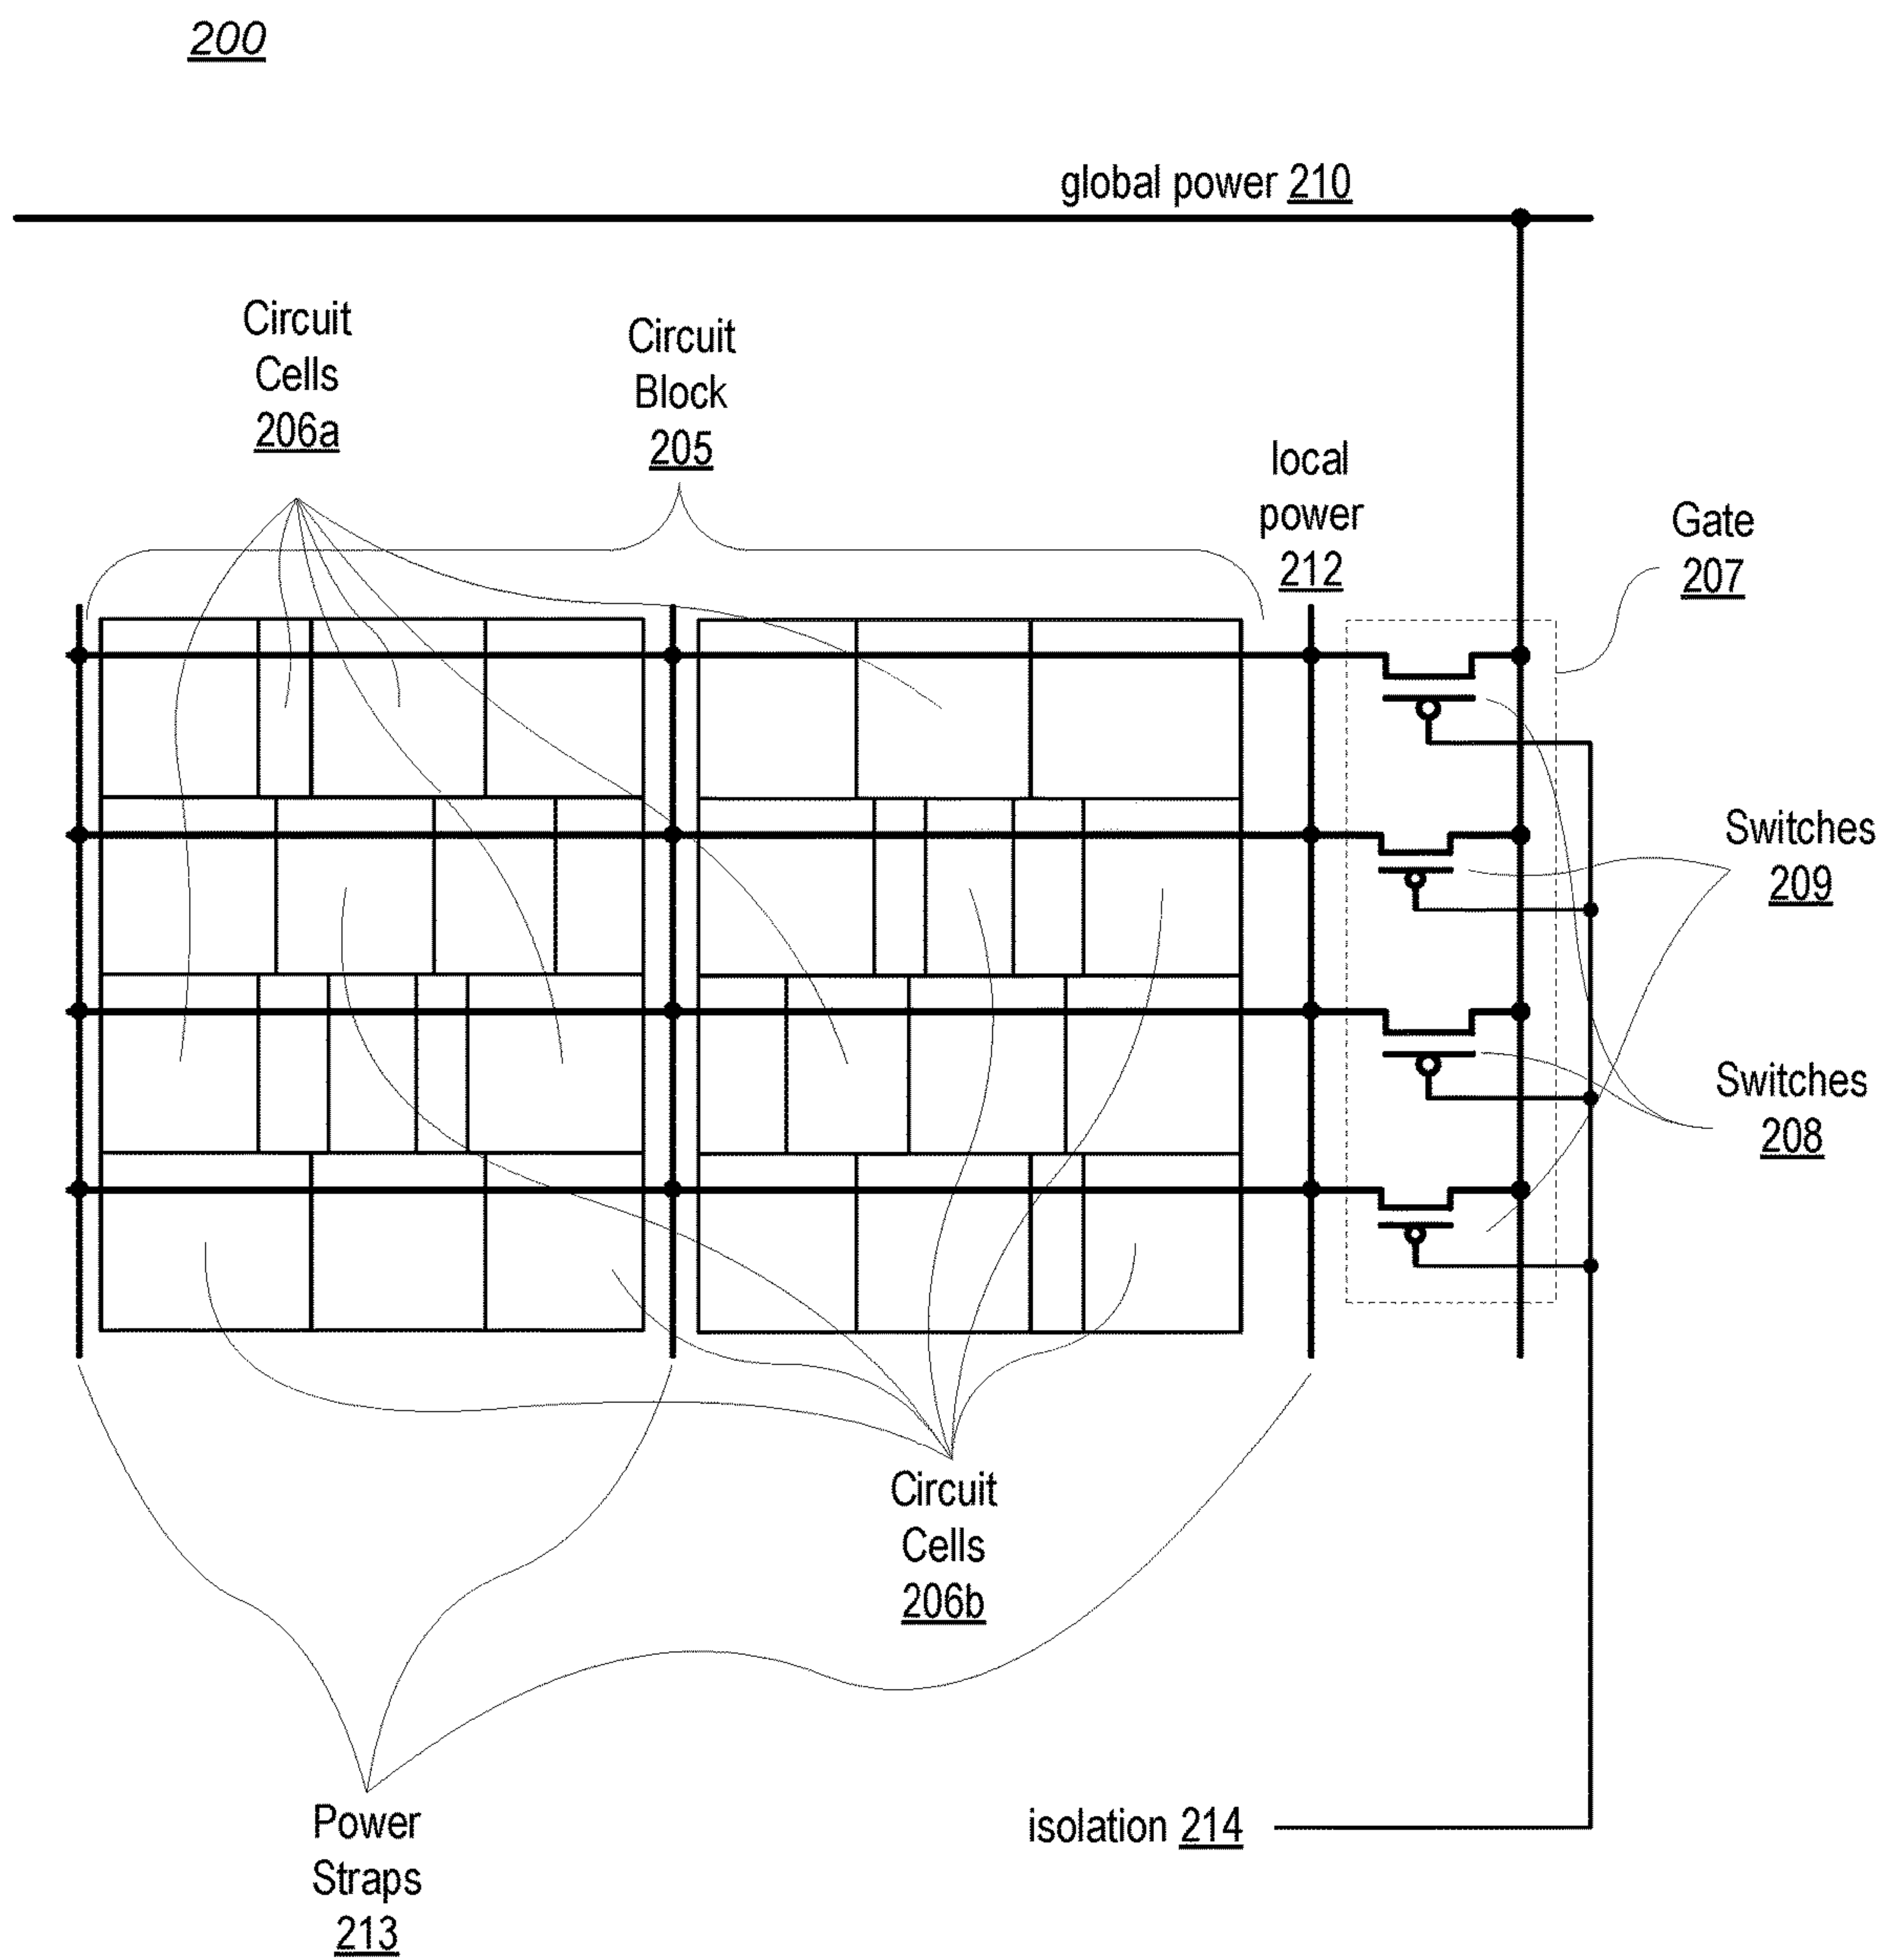 200
global power 210
Circuit
Cells
206a
Circuit
Block
205
local
power
212
Gate
207
Switches
209
Switches
208
Circuit
Cells
206b
Power
Straps
213
isolation 214